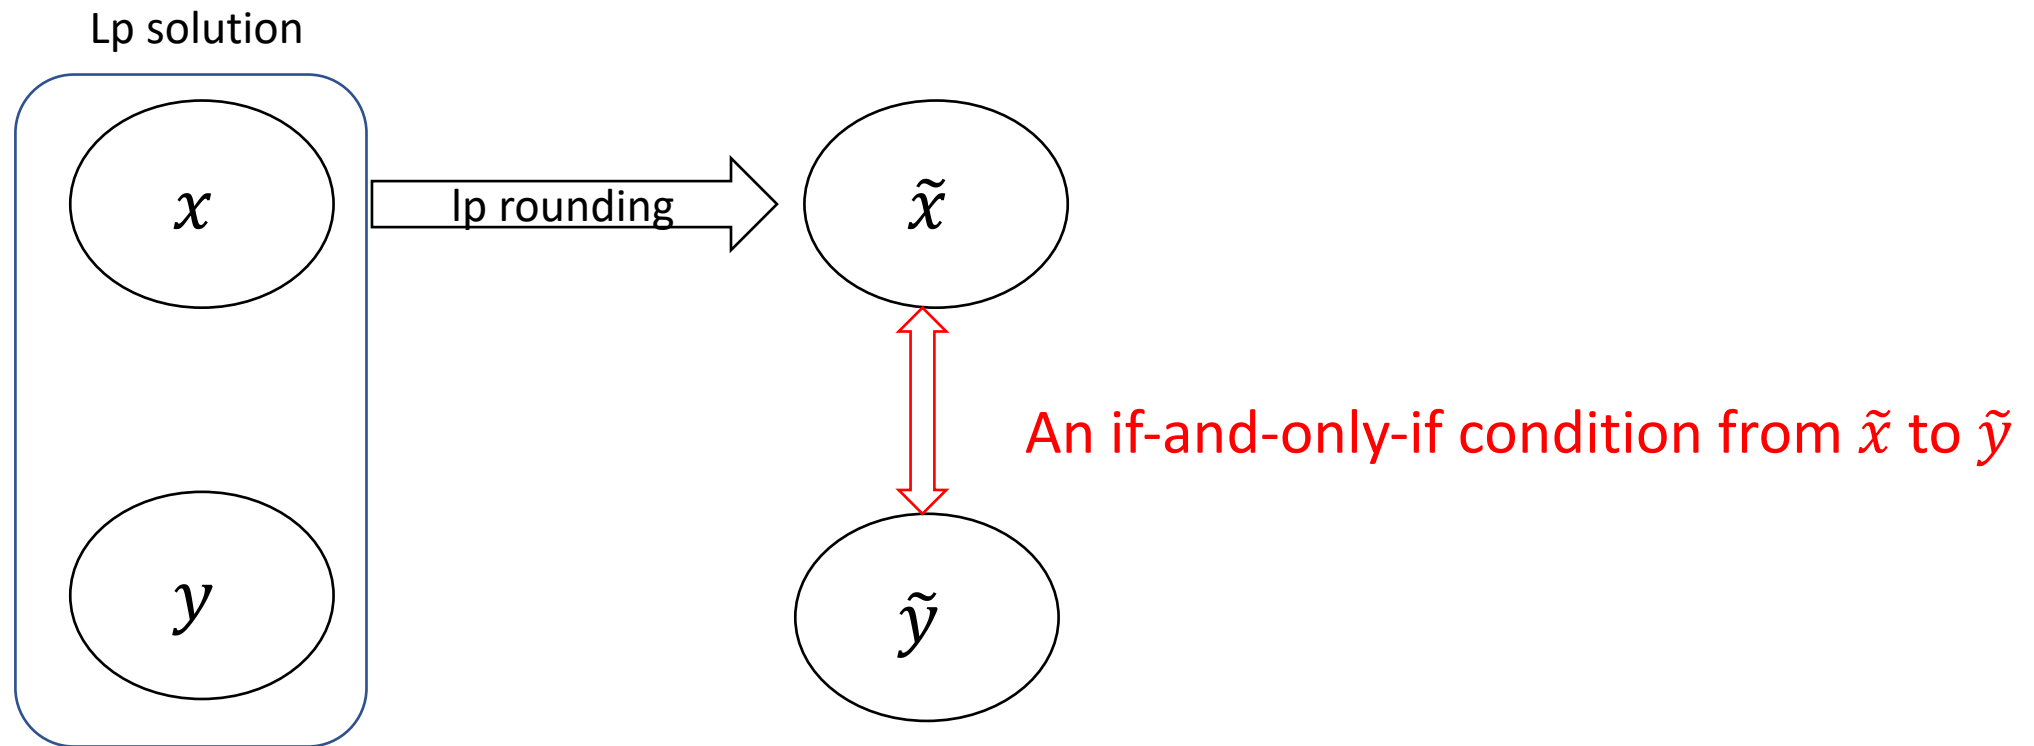 Lp solution
x
lp rounding
x̃
An if-and-only-if condition from x̃ to ỹ
y
ỹ